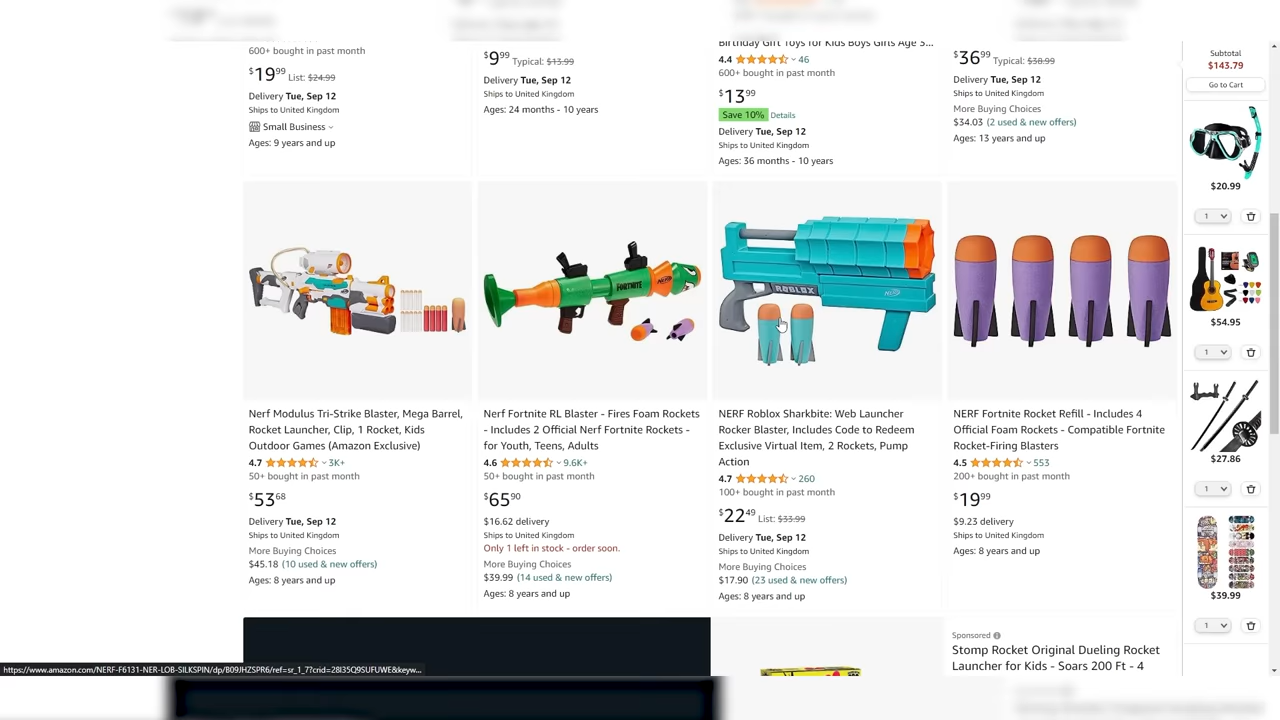 600+ bought in past month
$19.99 List: $24.99
Delivery Tue, Sep 12
Ships to United Kingdom
Small Business
Ages: 9 years and up
$9.99 Typical: $13.99
Delivery Tue, Sep 12
Ships to United Kingdom
Ages: 24 months - 10 years
Birthday Gift Toys for Kids Boys Girls Age 3...
4.4 46
600+ bought in past month
$13.99
Save 10% Details
Delivery Tue, Sep 12
Ships to United Kingdom
Ages: 36 months - 10 years
$36.99 Typical: $38.99
Delivery Tue, Sep 12
Ships to United Kingdom
More Buying Choices
$34.03 (2 used & new offers)
Ages: 13 years and up
FORTNITE
NERF
ROBLOX
NERF
Nerf Modulus Tri-Strike Blaster, Mega Barrel,
Rocket Launcher, Clip, 1 Rocket, Kids
Outdoor Games (Amazon Exclusive)
4.7 3K+
50+ bought in past month
$53.68
Delivery Tue, Sep 12
Ships to United Kingdom
More Buying Choices
$45.18 (10 used & new offers)
Ages: 8 years and up
Nerf Fortnite RL Blaster - Fires Foam Rockets
- Includes 2 Official Nerf Fortnite Rockets -
for Youth, Teens, Adults
4.6 9.6K+
50+ bought in past month
$65.90
$16.62 delivery
Ships to United Kingdom
Only 1 left in stock - order soon.
More Buying Choices
$39.99 (14 used & new offers)
Ages: 8 years and up
NERF Roblox Sharkbite: Web Launcher
Rocker Blaster, Includes Code to Redeem
Exclusive Virtual Item, 2 Rockets, Pump
Action
4.7 260
100+ bought in past month
$22.49 List: $33.99
Delivery Tue, Sep 12
Ships to United Kingdom
More Buying Choices
$17.90 (23 used & new offers)
Ages: 8 years and up
NERF Fortnite Rocket Refill - Includes 4
Official Foam Rockets - Compatible Fortnite
Rocket-Firing Blasters
4.5 553
200+ bought in past month
$19.99
$9.23 delivery
Ships to United Kingdom
Ages: 8 years and up
Sponsored
Stomp Rocket Original Dueling Rocket
Launcher for Kids - Soars 200 Ft - 4
Subtotal
$143.79
Go to Cart
$20.99
1
$54.95
1
$27.86
1
$39.99
1
https://www.amazon.com/NERF-F6131-NER-LOB-SILKSPIN/dp/B09JHZSPR6/ref=sr_1_7?crid=28I35Q9SUFUWE&keyw...